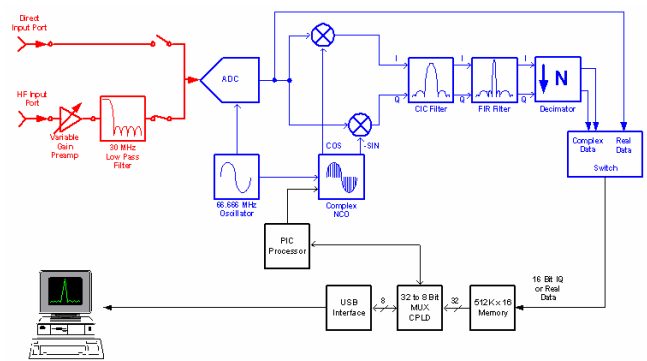 Direct
Input Port
HF Input
Port
Variable
Gain
Preamp
30 MHz
Low Pass
Filter
ADC
66.666 MHz
Oscillator
COS
-SIN
Complex
NCO
I
Q
CIC Filter
I
Q
FIR Filter
I
Q
N
Decimator
Complex
Data
Real
Data
Switch
PIC
Processor
16 Bit IQ
or Real
Data
USB
Interface
8
32 to 8 Bit
MUX
CPLD
32
512K x 16
Memory